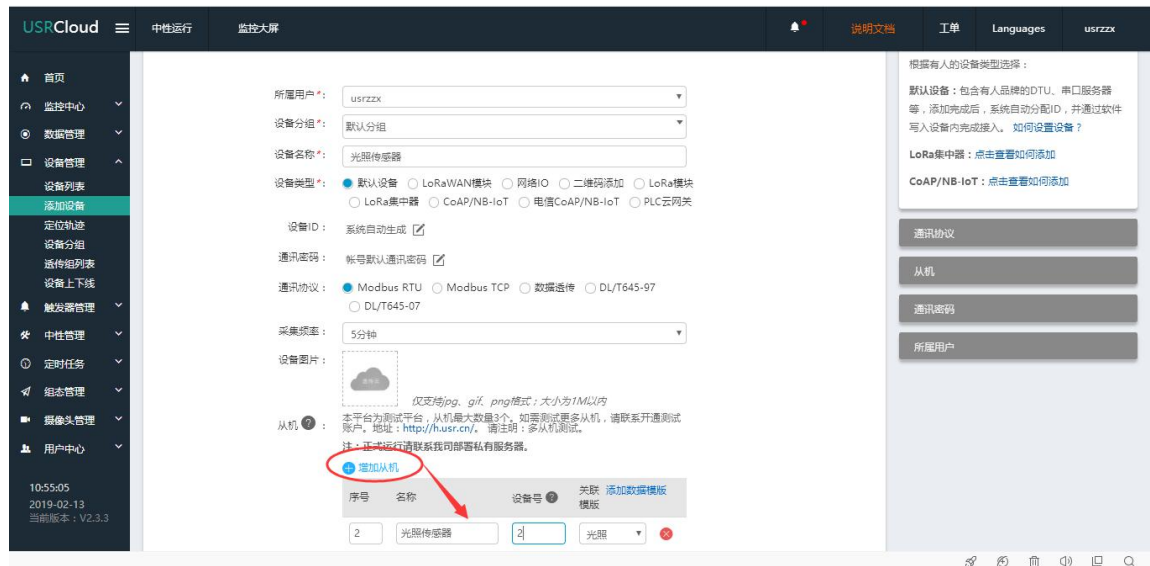 USRCloud 中性运行 监控大屏 说明文档 工单 Languages usrzzx
首页
监控中心
数据管理
设备管理
设备列表
添加设备
定位轨迹
设备分组
透传组列表
设备上下线
触发器管理
中性管理
定时任务
组态管理
摄像头管理
用户中心
10:55:05
2019-02-13
当前版本：V2.3.3
所属用户*： usrzzx
设备分组*： 默认分组
设备名称*： 光照传感器
设备类型*： 默认设备 LoRaWAN模块 网络IO 二维码添加 LoRa模块
LoRa集中器 CoAP/NB-IoT 电信CoAP/NB-IoT PLC云网关
设备ID： 系统自动生成
通讯密码： 帐号默认通讯密码
通讯协议： Modbus RTU Modbus TCP 数据透传 DL/T645-97
DL/T645-07
采集频率： 5分钟
设备图片：
仅支持jpg、gif、png格式；大小为1M以内
从机 ?： 本平台为测试平台，从机最大数量3个。如需测试更多从机，请联系开通测试
账户。地址：http://h.usr.cn/。 请注明：多从机测试。
注：正式运行请联系我司部署私有服务器。
增加从机
序号 名称 设备号 ? 关联 添加数据模版
模版
2 光照传感器 2 光照
根据有人的设备类型选择：
默认设备：包含有人品牌的DTU、串口服务器
等，添加完成后，系统自动分配ID，并通过软件
写入设备内完成接入。 如何设置设备？
LoRa集中器：点击查看如何添加
CoAP/NB-IoT：点击查看如何添加
通讯协议
从机
通讯密码
所属用户